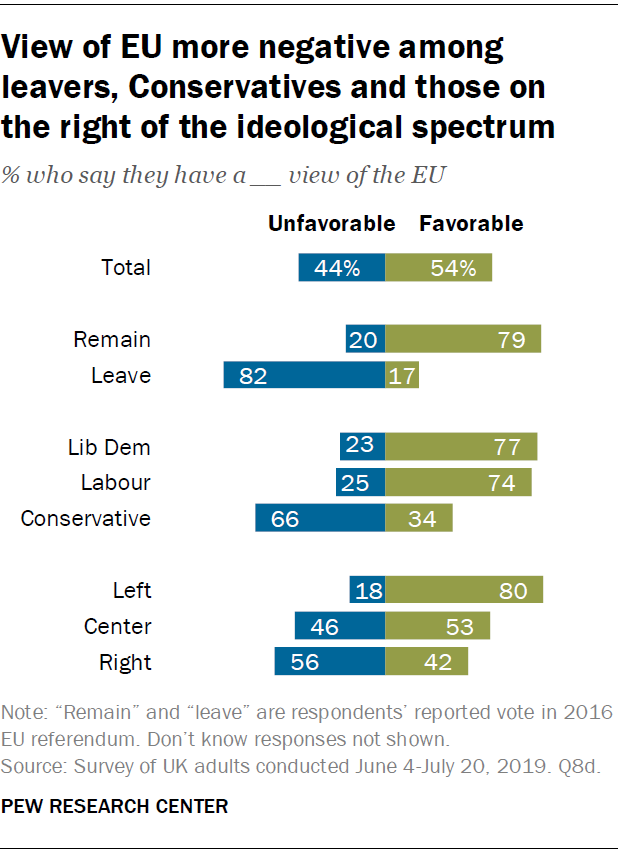 View of EU more negative among
leavers, Conservatives and those on
the right of the ideological spectrum
% who say they have a __ view of the EU
Unfavorable Favorable
Total 44% 54%
Remain 20 79
Leave 82 17
Lib Dem 23 77
Labour 25 74
Conservative 66 34
Left 18 80
Center 46 53
Right 56 42
Note: “Remain” and “leave” are respondents’ reported vote in 2016
EU referendum. Don’t know responses not shown.
Source: Survey of UK adults conducted June 4-July 20, 2019. Q8d.
PEW RESEARCH CENTER